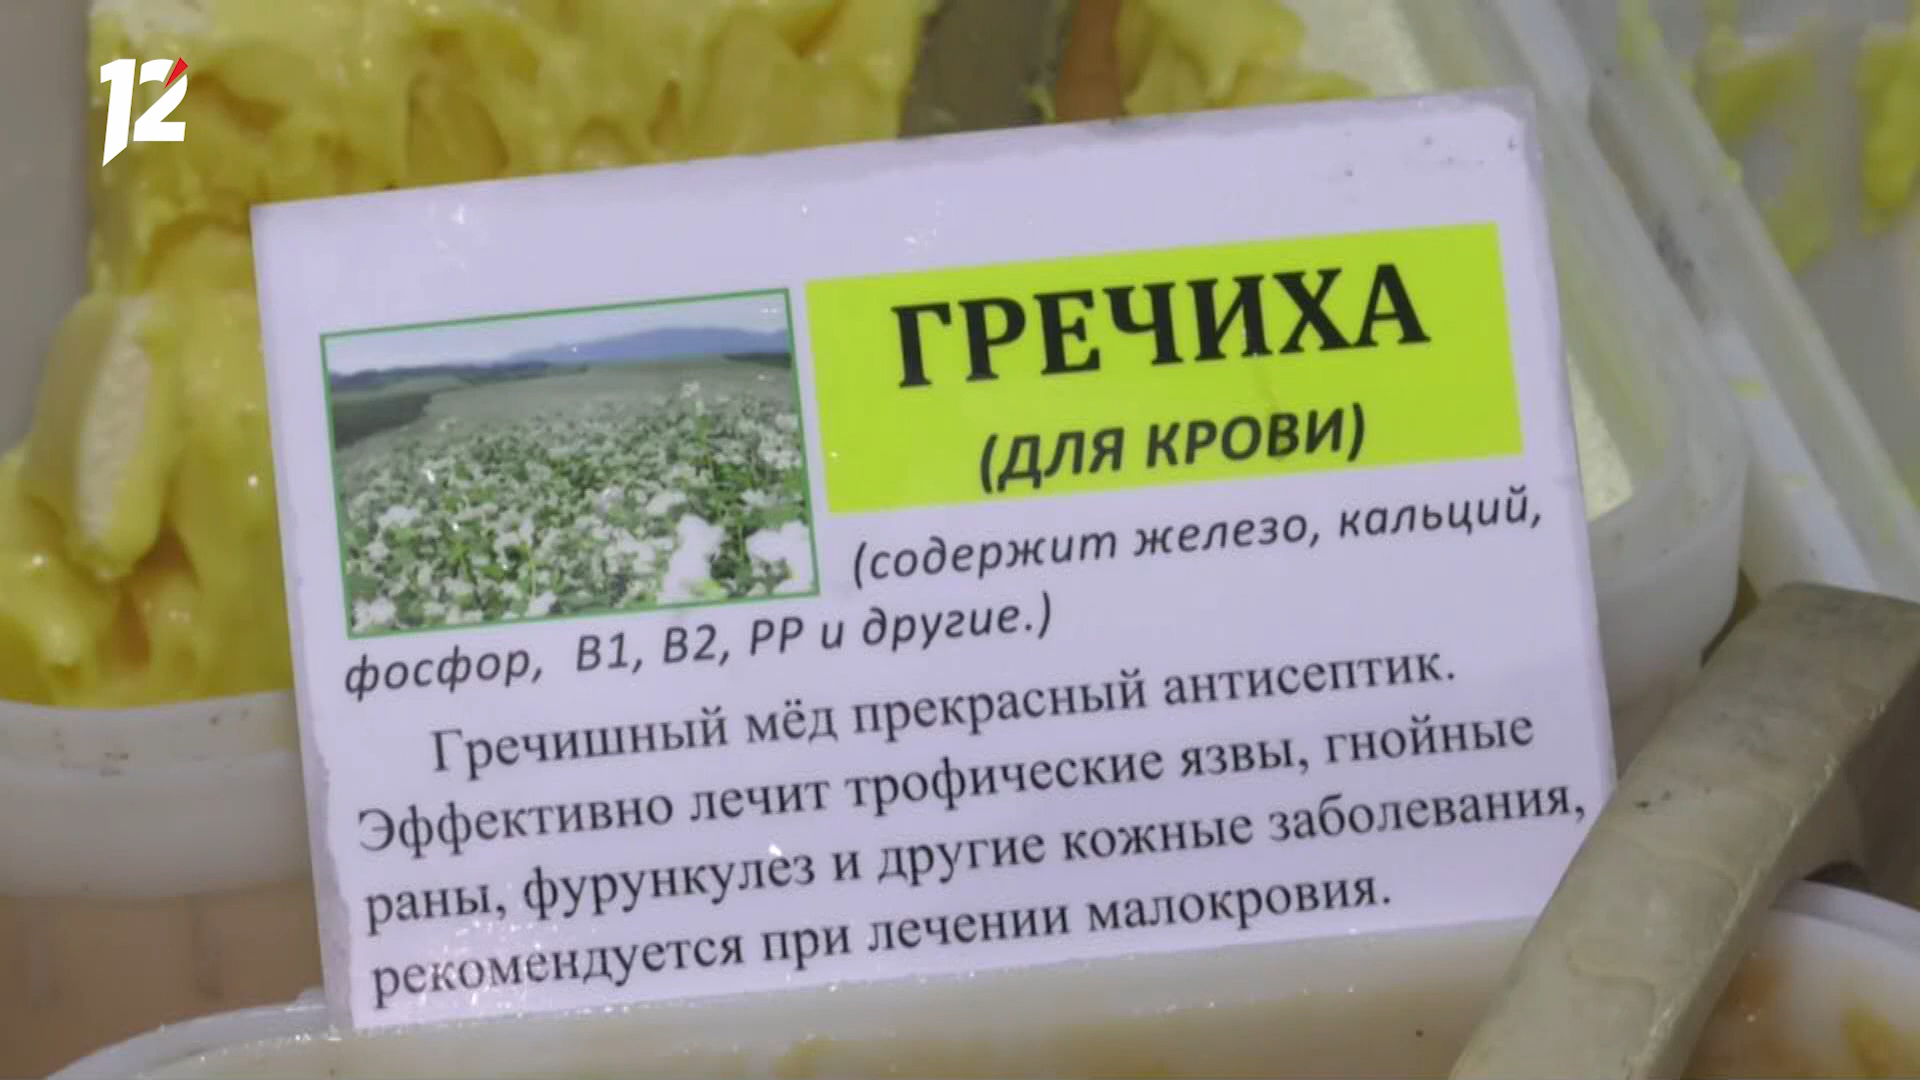 12
ГРЕЧИХА
(ДЛЯ КРОВИ)
(содержит железо, кальций,
фосфор, В1, В2, РР и другие.)
Гречишный мёд прекрасный антисептик.
Эффективно лечит трофические язвы, гнойные
раны, фурункулез и другие кожные заболевания,
рекомендуется при лечении малокровия.